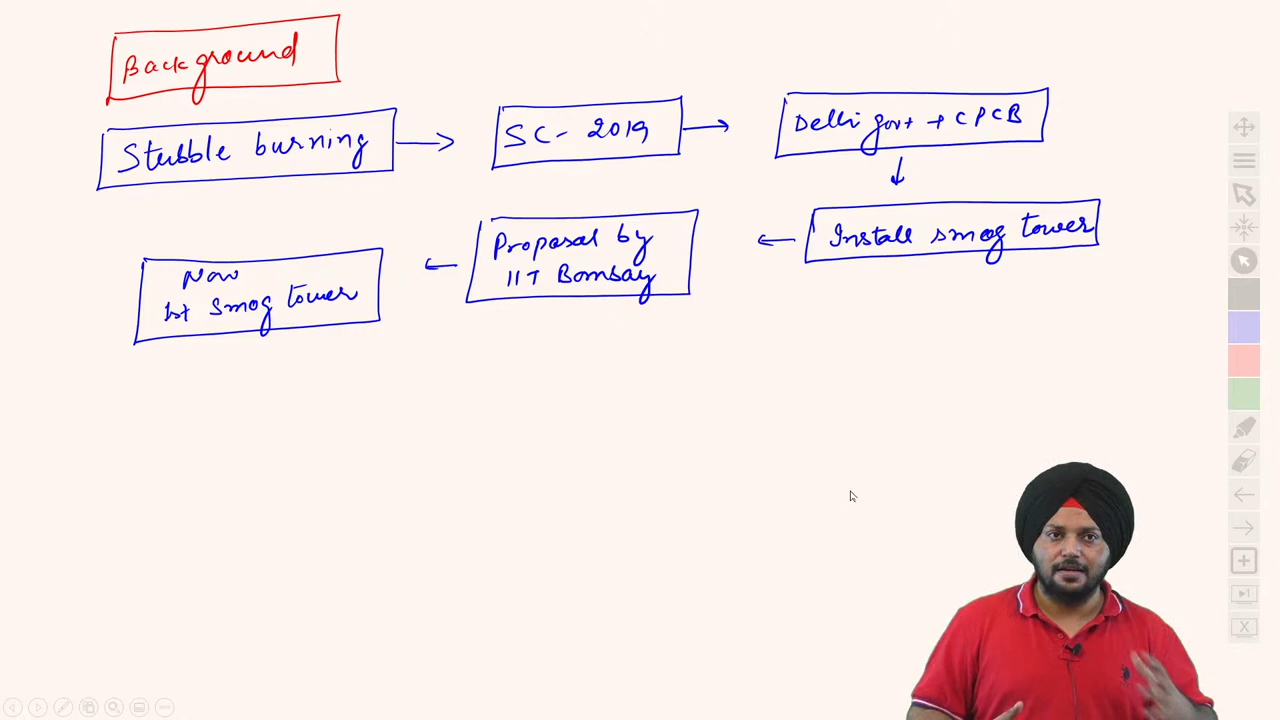 Background
Stubble burning
SC - 2019
Delhi govt + CPCB
Install smog tower
Proposal by
IIT Bombay
Now
1st Smog tower